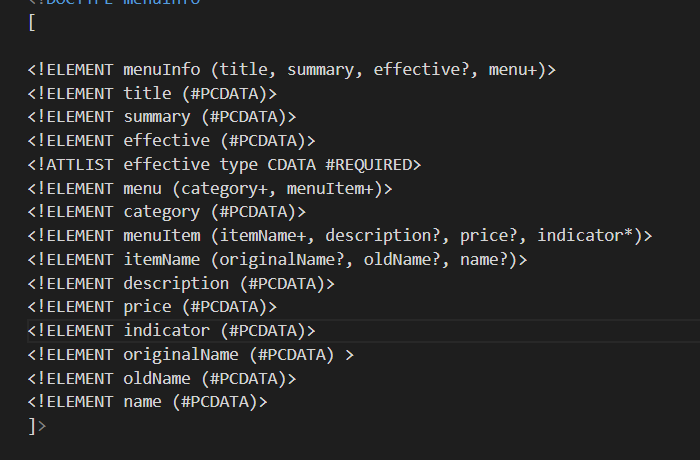 <!DOCTYPE menuInfo
[
<!ELEMENT menuInfo (title, summary, effective?, menu+)>
<!ELEMENT title (#PCDATA)>
<!ELEMENT summary (#PCDATA)>
<!ELEMENT effective (#PCDATA)>
<!ATTLIST effective type CDATA #REQUIRED>
<!ELEMENT menu (category+, menuItem+)>
<!ELEMENT category (#PCDATA)>
<!ELEMENT menuItem (itemName+, description?, price?, indicator*)>
<!ELEMENT itemName (originalName?, oldName?, name?)>
<!ELEMENT description (#PCDATA)>
<!ELEMENT price (#PCDATA)>
<!ELEMENT indicator (#PCDATA)>
<!ELEMENT originalName (#PCDATA) >
<!ELEMENT oldName (#PCDATA)>
<!ELEMENT name (#PCDATA)>
]>